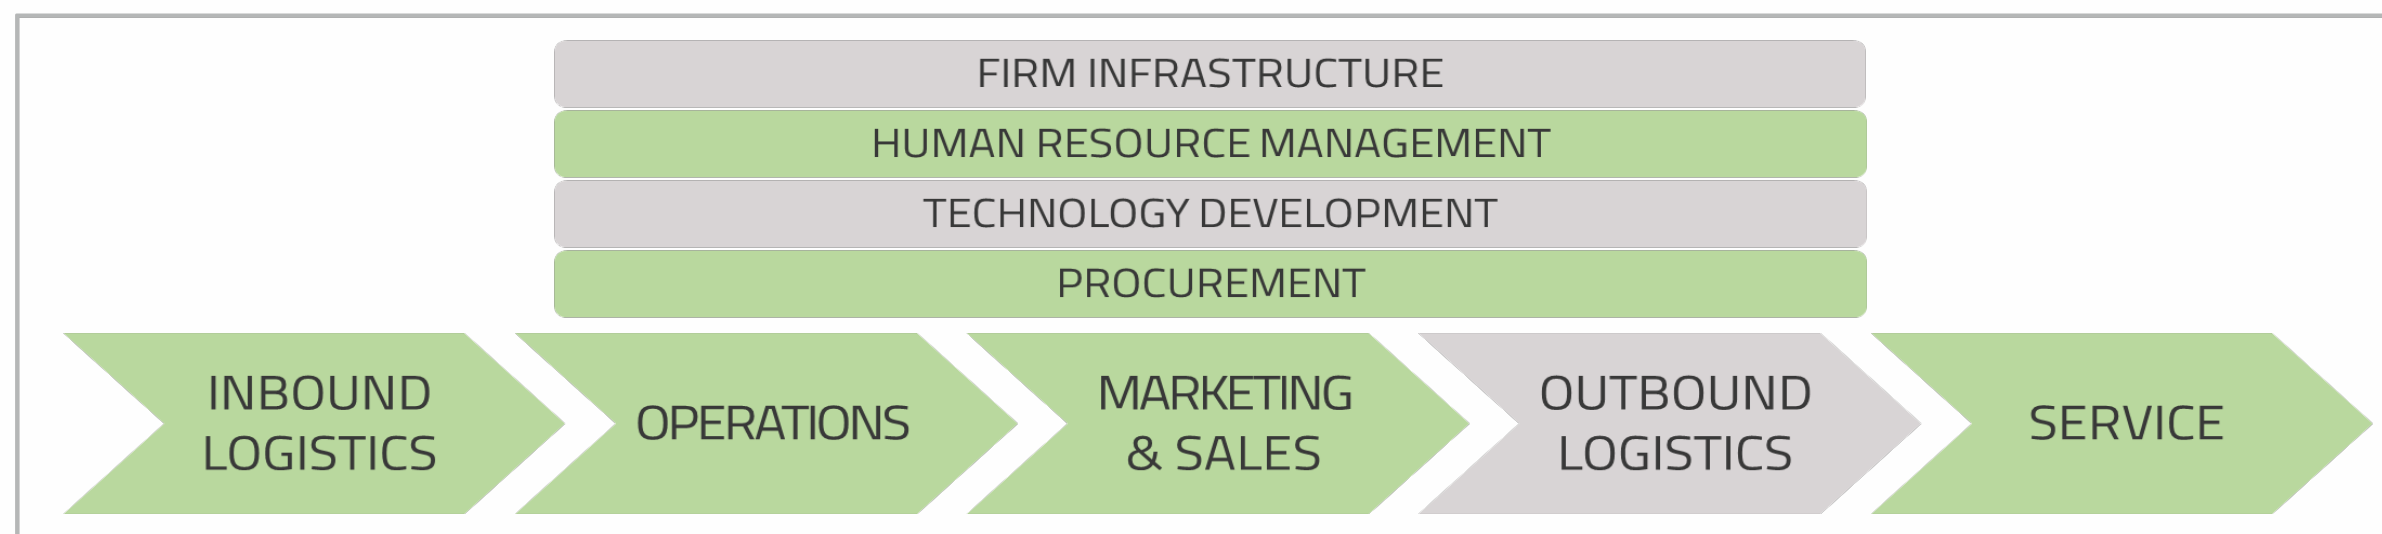 FIRM INFRASTRUCTURE
HUMAN RESOURCE MANAGEMENT
TECHNOLOGY DEVELOPMENT
PROCUREMENT
INBOUND
LOGISTICS
OPERATIONS
MARKETING
& SALES
OUTBOUND
LOGISTICS
SERVICE